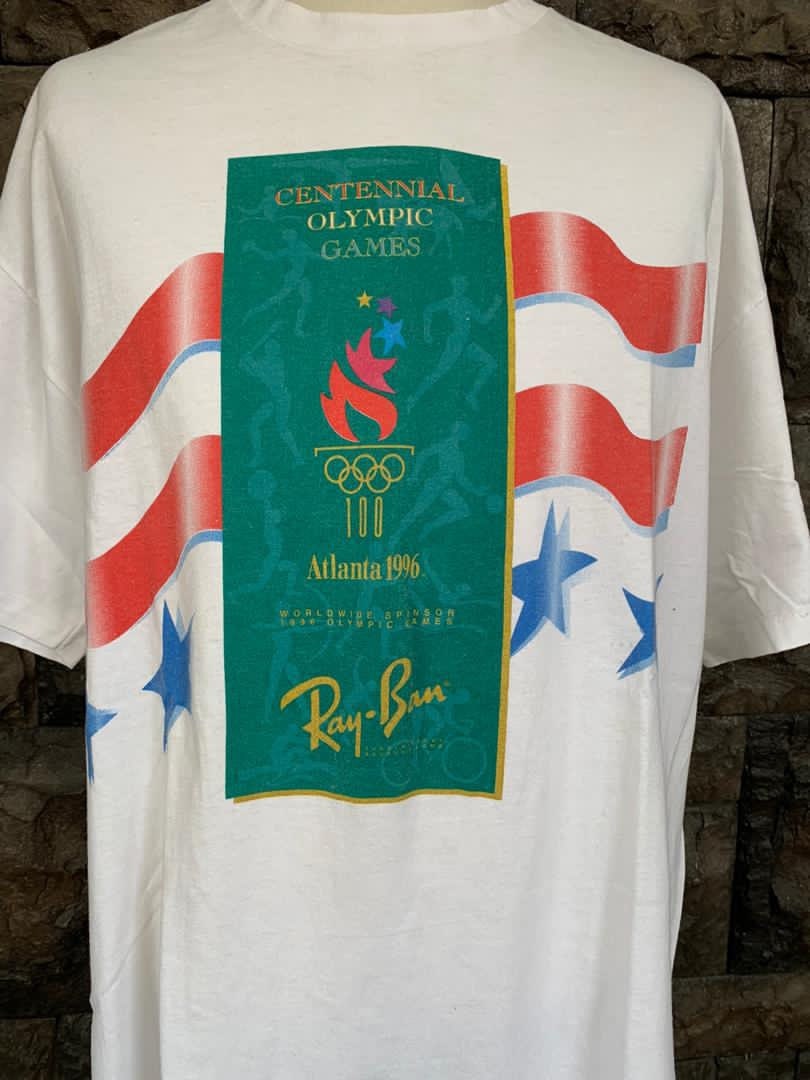 CENTENNIAL
OLYMPIC
GAMES
100
Atlanta 1996
WORLDWIDE SPONSOR
1996 OLYMPIC GAMES
Ray-Ban